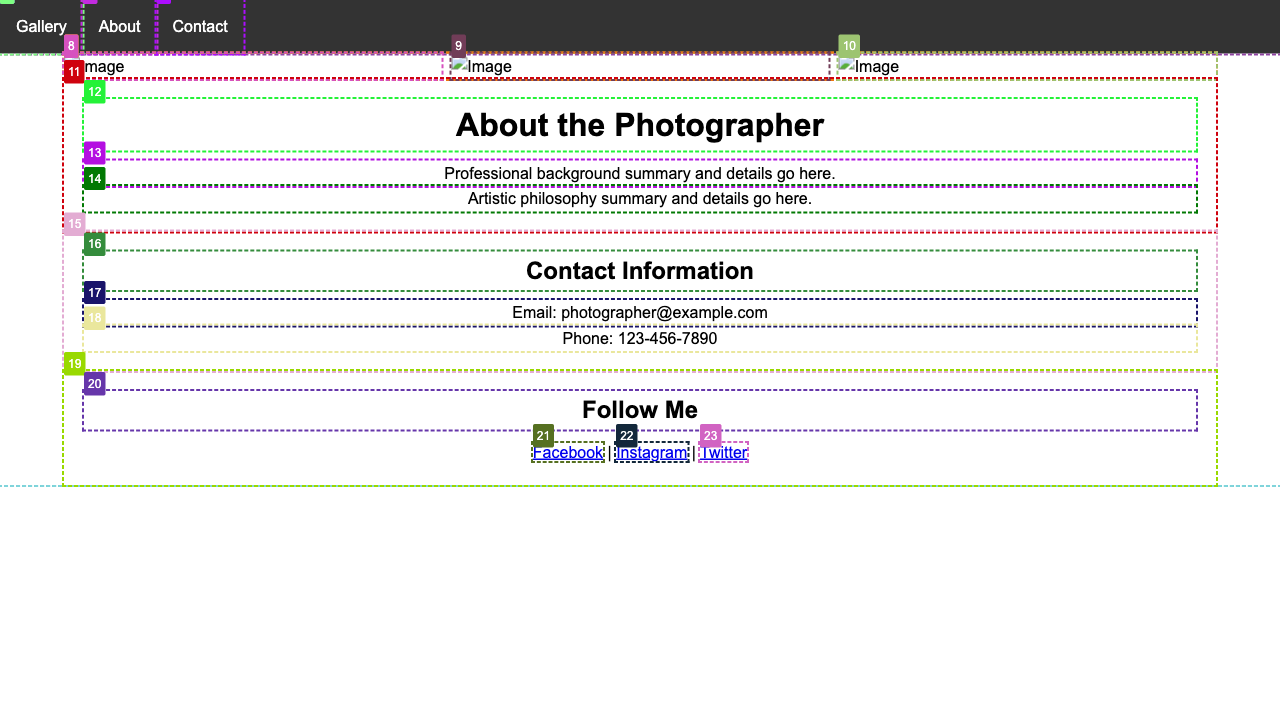 Gallery About Contact
8 9 10
Image Image Image
11
12
About the Photographer
13
Professional background summary and details go here.
14
Artistic philosophy summary and details go here.
15
16
Contact Information
17
Email: photographer@example.com
18
Phone: 123-456-7890
19
20
Follow Me
21 22 23
Facebook | Instagram | Twitter